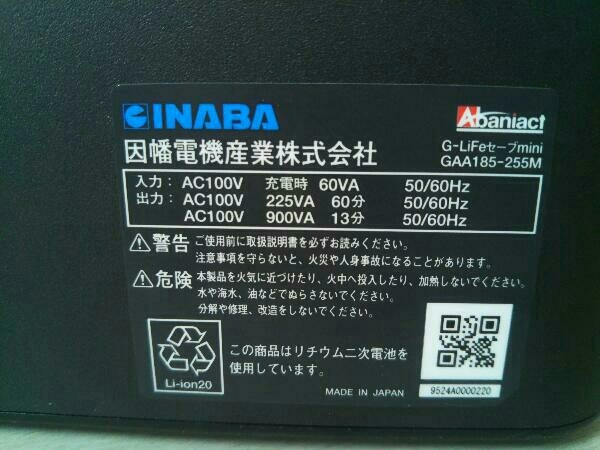 INABA
Abaniact
G-LiFeセーブmini
因幡電機産業株式会社
GAA185-255M
入力： AC100V 充電時 60VA 50/60Hz
出力： AC100V 225VA 60分 50/60Hz
AC100V 900VA 13分 50/60Hz
警告 ご使用前に取扱説明書を必ずお読みください。
注意事項を守らないと、火災や人身事故になることがあります。
危険 本製品を火気に近づけたり、火中へ投入したり、加熱しないでください。
水や海水、油などでぬらさないでください。
分解や修理、改造をしないでください。
この商品はリチウム二次電池を
使用しています。
Li-ion20
MADE IN JAPAN
9524A0000220